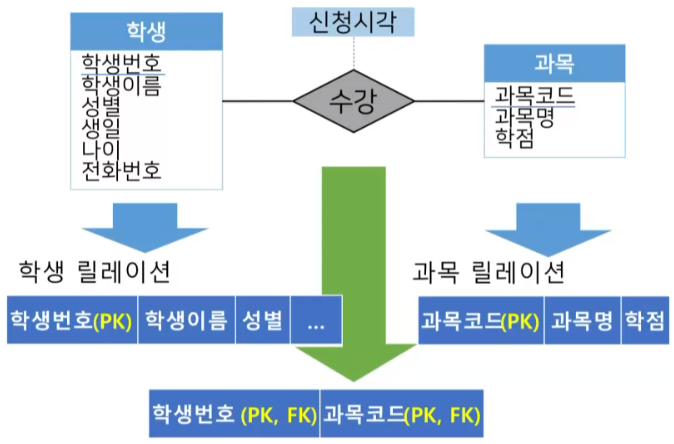 학생
학생번호
학생이름
성별
생일
나이
전화번호
신청시각
수강
과목
과목코드
과목명
학점
학생 릴레이션
학생번호(PK) 학생이름 성별 ...
과목 릴레이션
과목코드(PK) 과목명 학점
학생번호 (PK, FK) 과목코드(PK, FK)